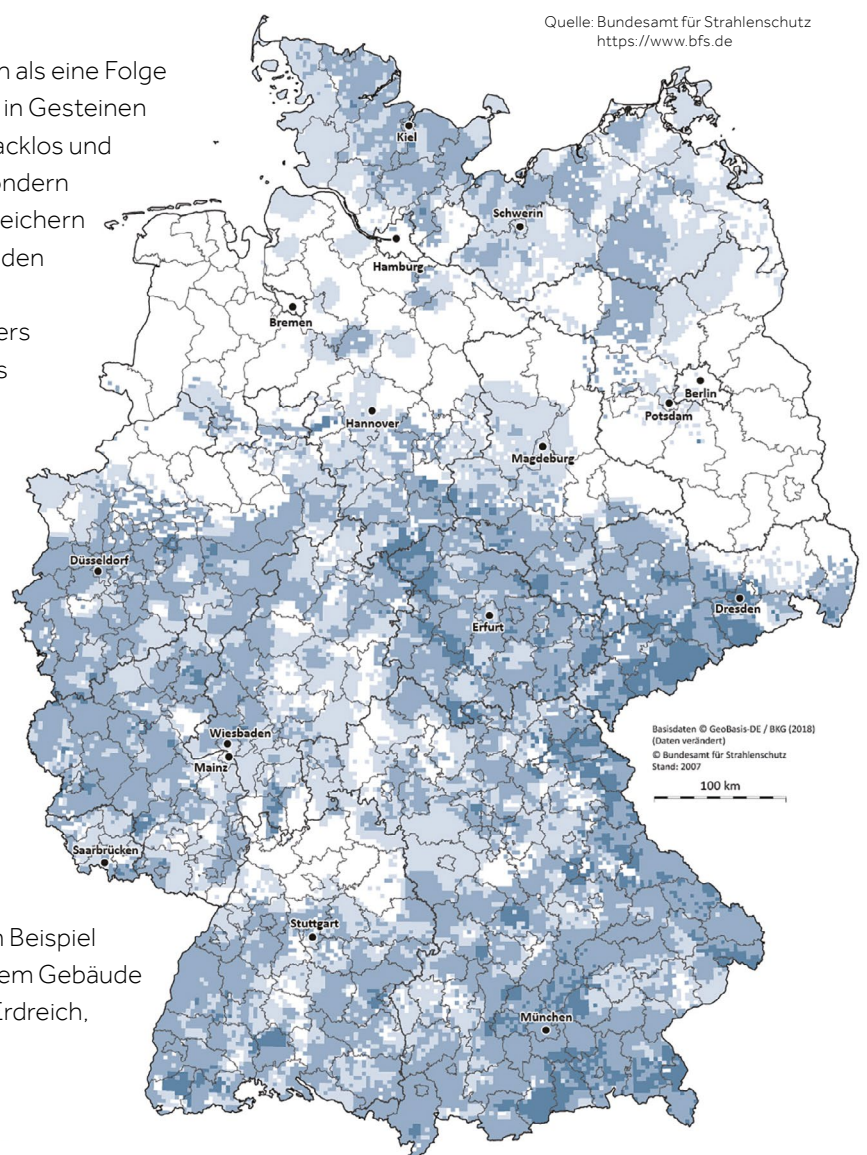 Quelle: Bundesamt für Strahlenschutz
https://www.bfs.de
n als eine Folge
in Gesteinen
acklos und
ondern
eichern
den
ers
s
Kiel
Schwerin
Hamburg
Bremen
Berlin
Potsdam
Hannover
Magdeburg
Düsseldorf
Dresden
Erfurt
Wiesbaden
Mainz
Basisdaten © GeoBasis-DE / BKG (2018)
(Daten verändert)
© Bundesamt für Strahlenschutz
Stand: 2007
100 km
Saarbrücken
Stuttgart
n Beispiel
em Gebäude
Erdreich,
München